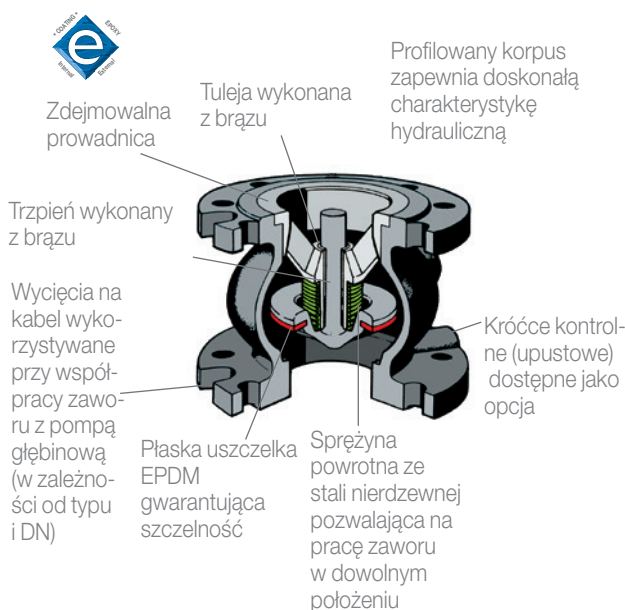 • COATING •
EPOXY
e
Internal
External
Zdejmowalna
prowadnica
Tuleja wykonana
z brązu
Profilowany korpus
zapewnia doskonałą
charakterystykę
hydrauliczną
Trzpień wykonany
z brązu
Wycięcia na
kabel wyko-
rzystywane
przy współ-
pracy zawo-
ru z pompą
głębinową
(w zależno-
ści od typu
i DN)
Płaska uszczelka
EPDM
gwarantująca
szczelność
Sprężyna
powrotna ze
stali nierdzewnej
pozwalająca na
pracę zaworu
w dowolnym
położeniu
Króćce kontrol-
ne (upustowe)
dostępne jako
opcja